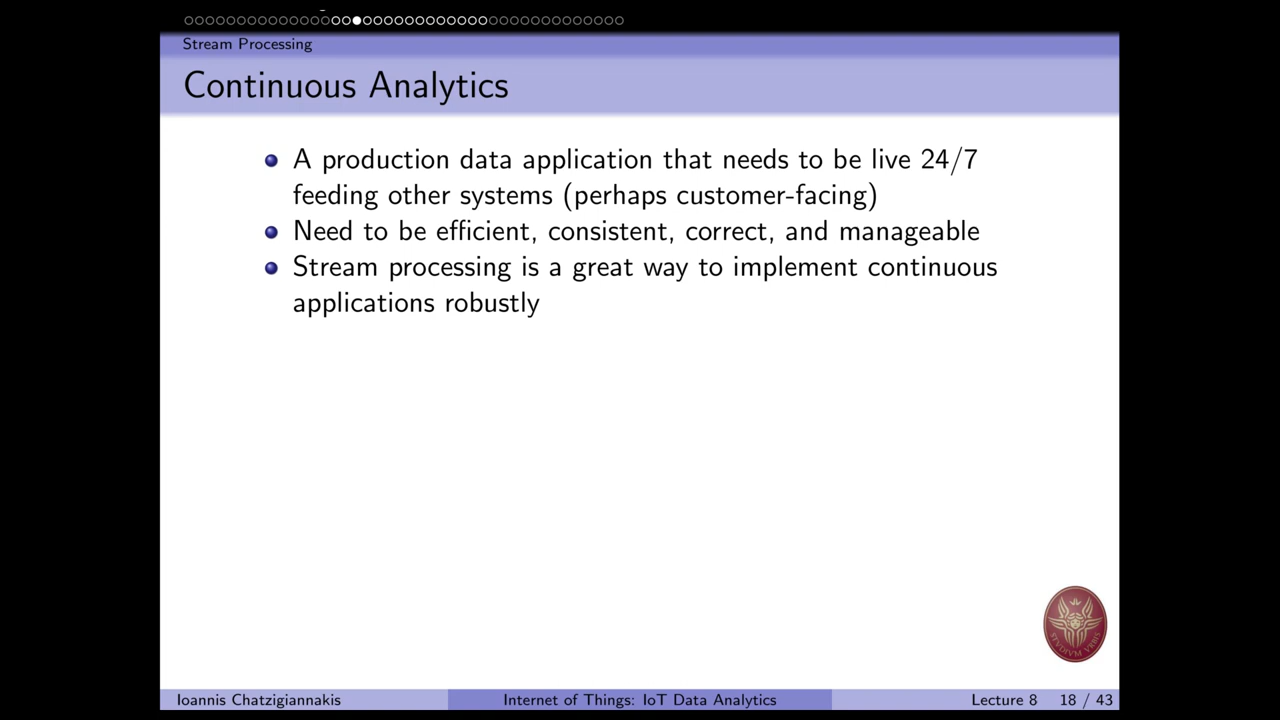 Stream Processing
Continuous Analytics
A production data application that needs to be live 24/7
feeding other systems (perhaps customer-facing)
Need to be efficient, consistent, correct, and manageable
Stream processing is a great way to implement continuous
applications robustly
STVDIVM VRBIS
Ioannis Chatzigiannakis
Internet of Things: IoT Data Analytics
Lecture 8
18 / 43